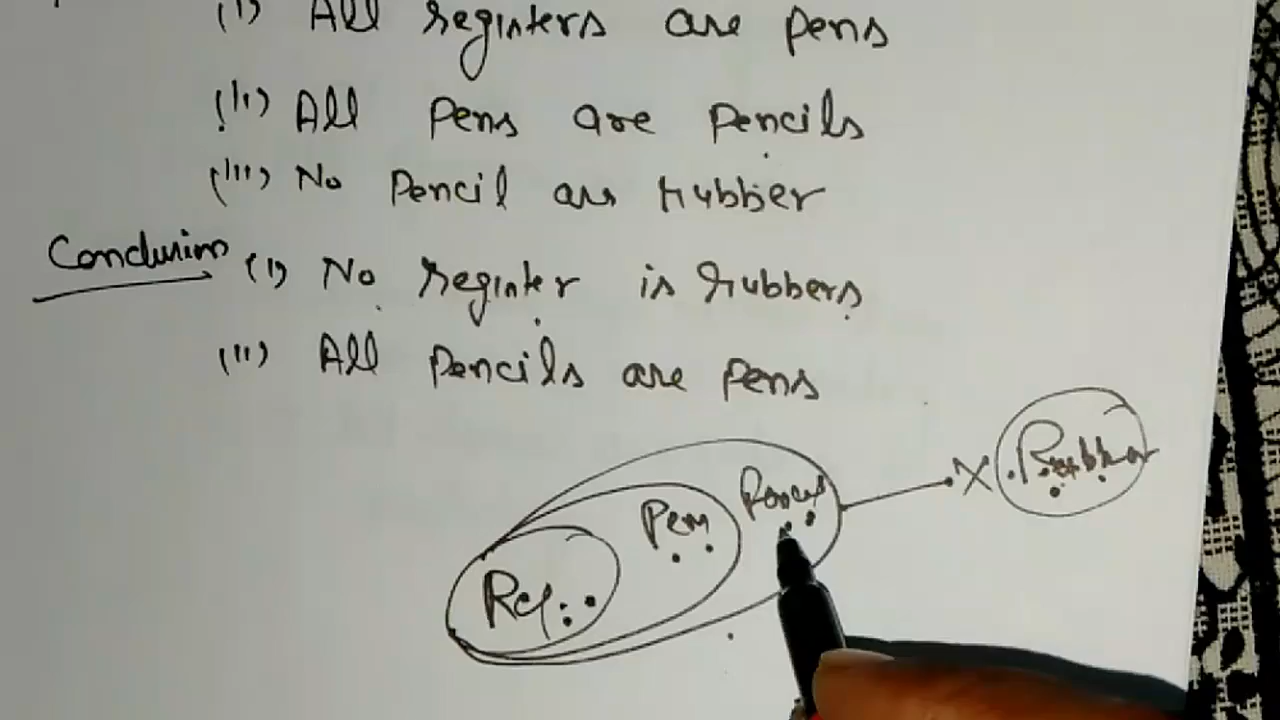 (i) All registers are pens
(ii) All Pens are Pencils
(iii) No Pencil are rubber
Conclusion (i) No register is rubbers
(ii) All Pencils are Pens
Rubber
Pencil
Pen
Reg.